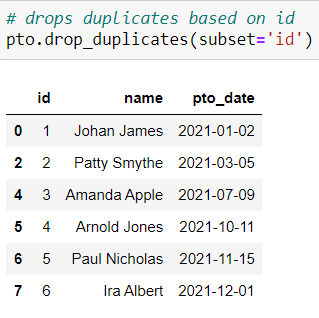 # drops duplicates based on id
pto.drop_duplicates(subset='id')
id name pto_date
0 1 Johan James 2021-01-02
2 2 Patty Smythe 2021-03-05
4 3 Amanda Apple 2021-07-09
5 4 Arnold Jones 2021-10-11
6 5 Paul Nicholas 2021-11-15
7 6 Ira Albert 2021-12-01